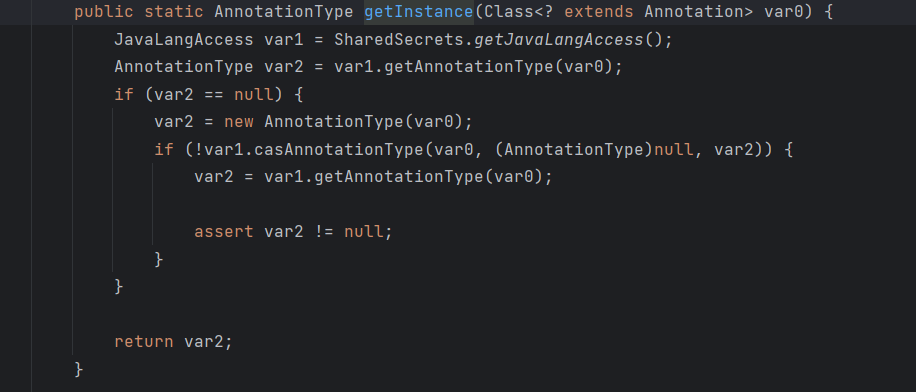 public static AnnotationType getInstance(Class<? extends Annotation> var0) {
JavaLangAccess var1 = SharedSecrets.getJavaLangAccess();
AnnotationType var2 = var1.getAnnotationType(var0);
if (var2 == null) {
var2 = new AnnotationType(var0);
if (!var1.casAnnotationType(var0, (AnnotationType)null, var2)) {
var2 = var1.getAnnotationType(var0);
assert var2 != null;
}
}
return var2;
}